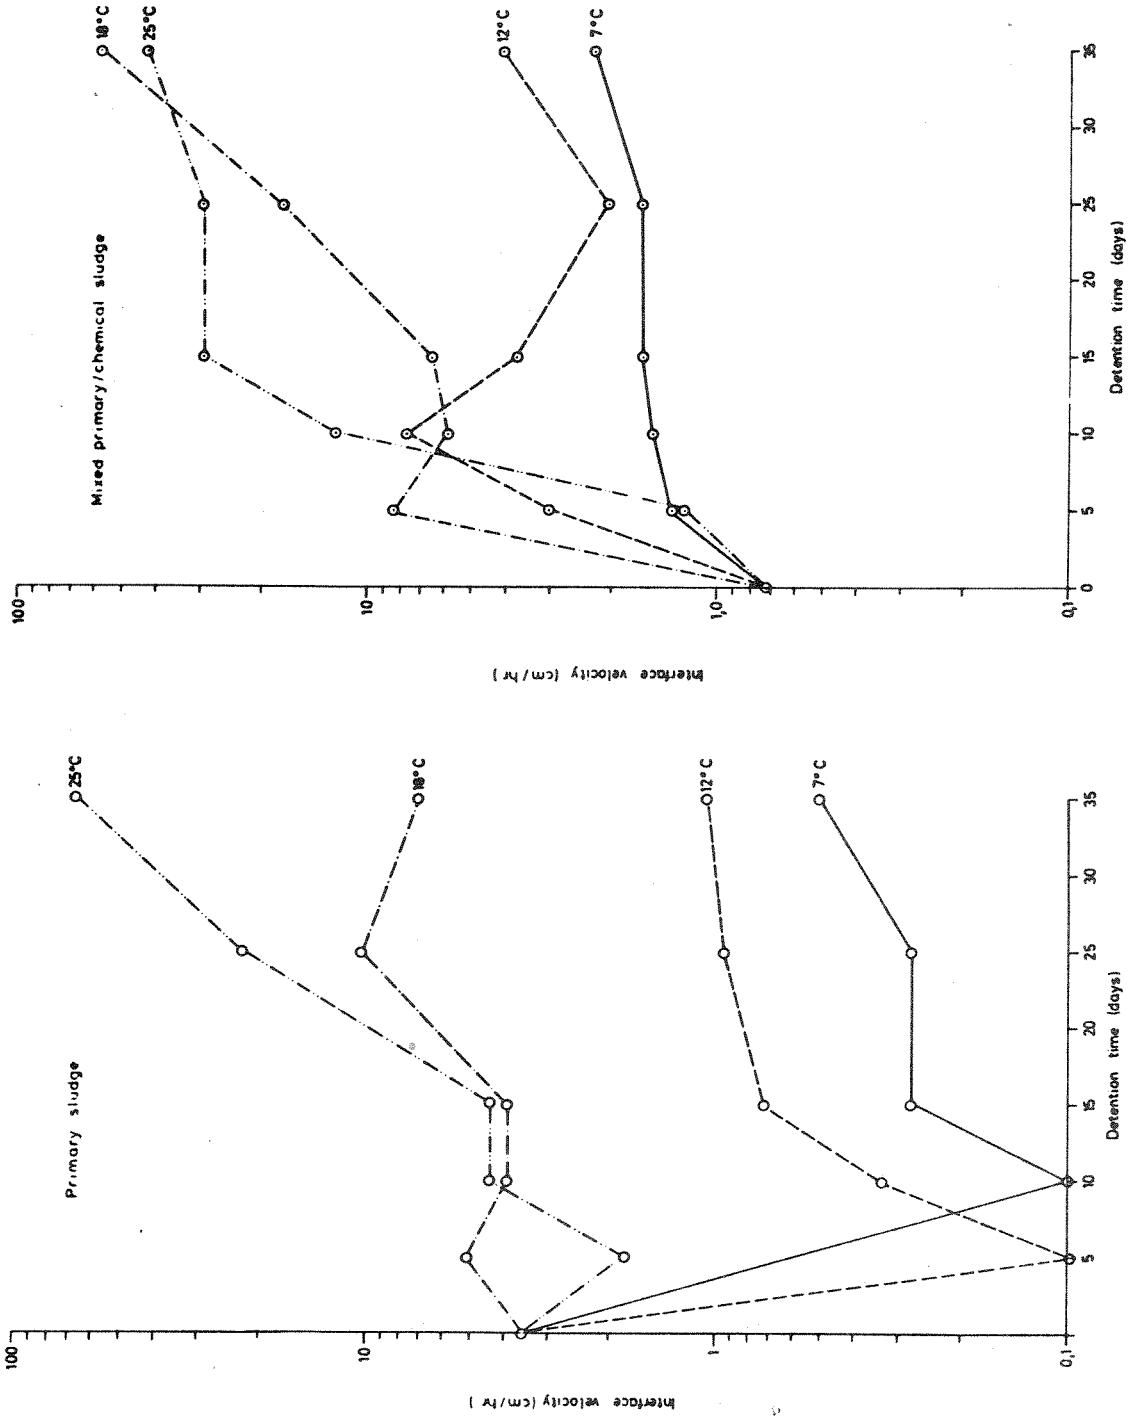 Primary sludge
Interface velocity (cm/hr)
100
10
1
0,1
5
10
15
20
25
30
35
Detention time (days)
25°C
18°C
12°C
7°C
Mixed primary/chemical sludge
Interface velocity (cm/hr)
100
10
1,0
0,1
0
5
10
15
20
25
30
35
Detention time (days)
18°C
25°C
12°C
7°C